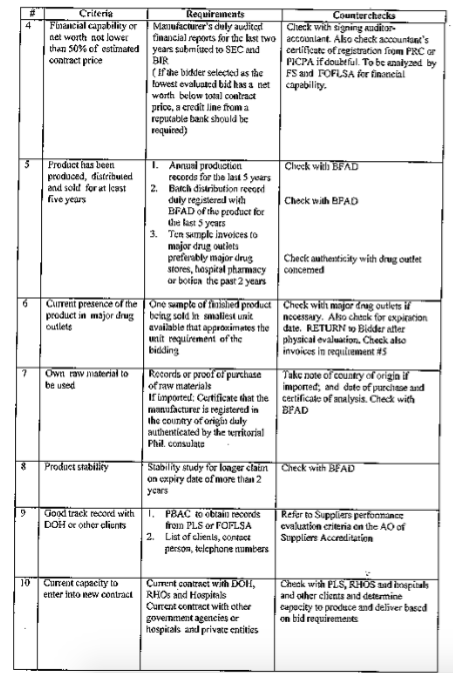 # Criteria Requirements Countercheks
4 Financial capability or net worth not lower than 50% of estimated contract price
Manufacturer's duly audited
financial reports for the last two
years submitted to SEC and
BIR
( If the bidder selected as the
lowest evaluated bid has a net
worth below total contract
price, a credit line from a
reputable bank should be
required)
Check with signing auditor-
accountant. Also check accountant's
certificate of registration from PRC or
PICPA if doubtful. To be analyzed by
FS and FOFLSA for financial
capability.
5 Product has been
produced, distributed
and sold for at least
five years
1. Annual production
records for the last 5 years
2. Batch distribution record
duly registered with
BFAD of the product for
the last 5 years
3. Ten sample invoices to
major drug outlets
preferably major drug
stores, hospital pharmacy
or botica the past 2 years
Check with BFAD
Check with BFAD
Check authenticity with drug outlet
concerned
6 Current presence of the
product in major drug
outlets
One sample of finished product
being sold in smallest unit
available that approximates the
unit requirement of the
bidding
Check with major drug outlets if
necessary. Also check for expiration
date. RETURN to Bidder after
physical evaluation. Check also
invoices in requirement #5
7 Own raw material to
be used
Records or proof of purchase
of raw materials
If imported: Certificate that the
manufacturer is registered in
the country of origin duly
authenticated by the territorial
Phil. consulate
Take note of country of origin if
imported; and date of purchase and
certificate of analysis. Check with
BFAD
8 Product stability
Stability study for longer claim
on expiry date of more than 2
years
Check with BFAD
9 Good track record with
DOH or other clients
1. PBAC to obtain records
from PLS or FOFLSA
2. List of clients, contact
person, telephone numbers
Refer to Suppliers performance
evaluation criteria on the AO of
Suppliers Accreditation
10 Current capacity to
enter into new contract
Current contract with DOH,
RHOs and Hospitals
Current contract with other
government agencies or
hospitals and private entities
Check with PLS, RHOS and hospitals
and other clients and determine
capacity to produce and deliver based
on bid requirements